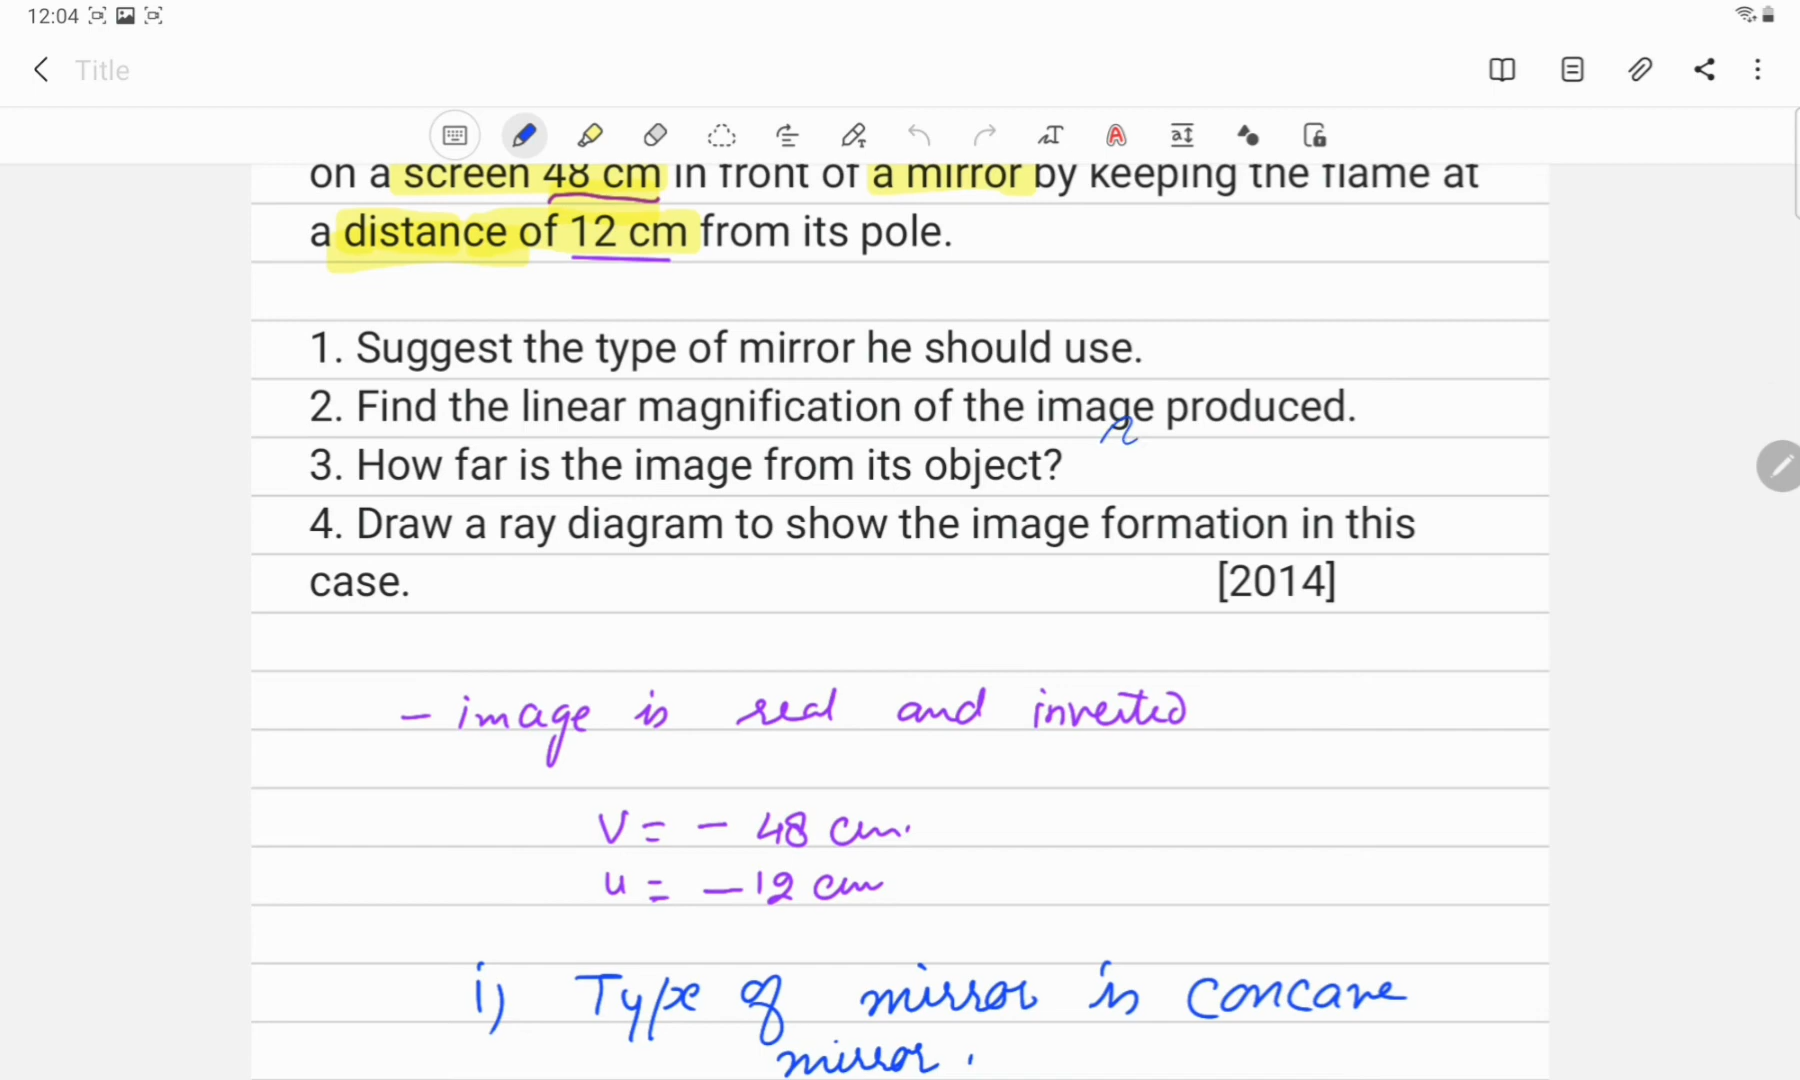 12:04
Title
on a screen 48 cm in front of a mirror by keeping the flame at
a distance of 12 cm from its pole.
1. Suggest the type of mirror he should use.
2. Find the linear magnification of the image produced.
3. How far is the image from its object?
4. Draw a ray diagram to show the image formation in this
case. [2014]
- image is real and inverted
V = - 48 cm.
u = - 12 cm
i) Type of mirror is concave
mirror.